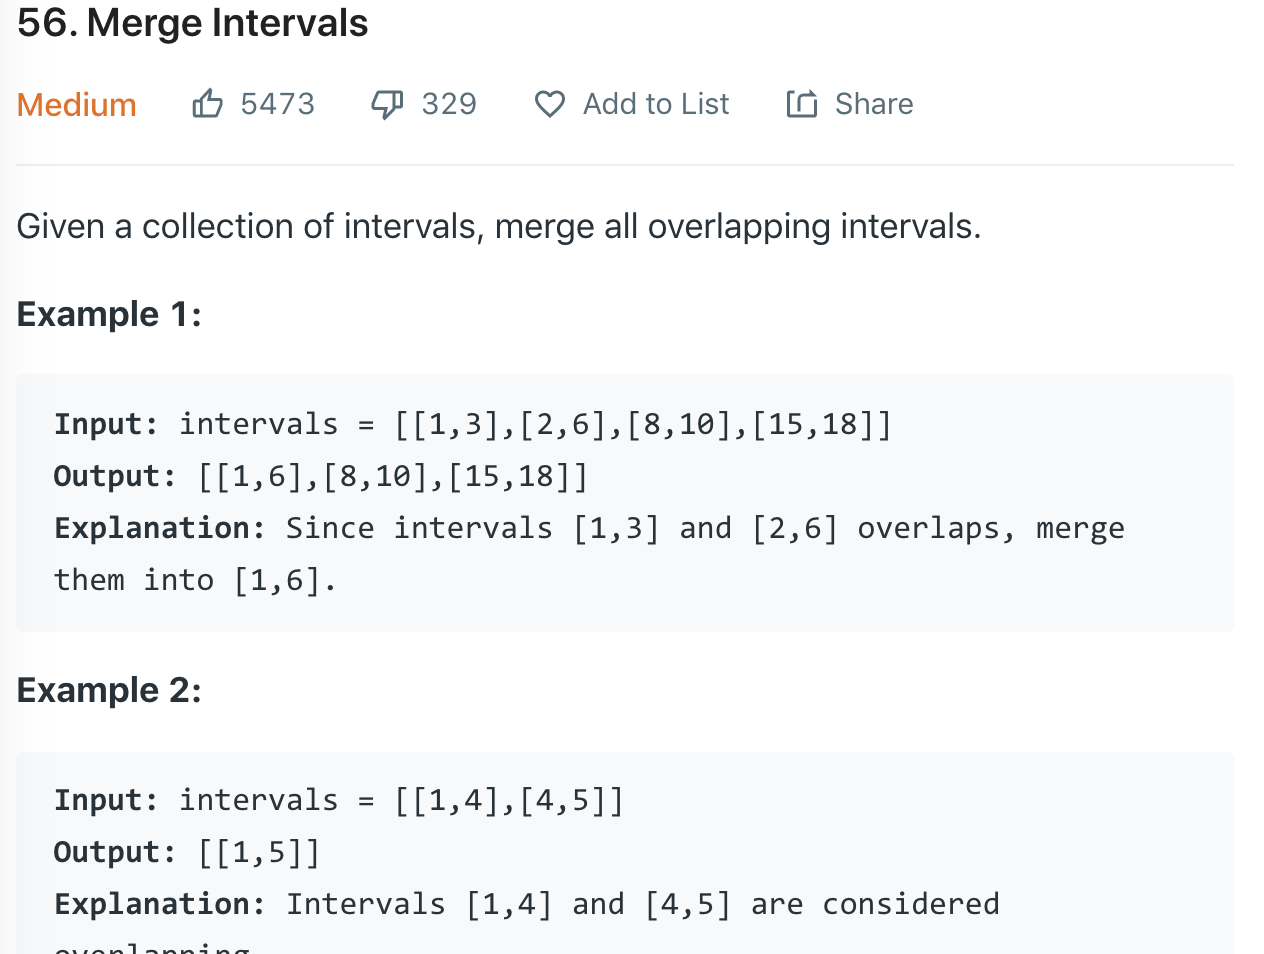 56. Merge Intervals
Medium 5473 329 Add to List Share
Given a collection of intervals, merge all overlapping intervals.
Example 1:
Input: intervals = [[1,3],[2,6],[8,10],[15,18]]
Output: [[1,6],[8,10],[15,18]]
Explanation: Since intervals [1,3] and [2,6] overlaps, merge
them into [1,6].
Example 2:
Input: intervals = [[1,4],[4,5]]
Output: [[1,5]]
Explanation: Intervals [1,4] and [4,5] are considered
overlapping.